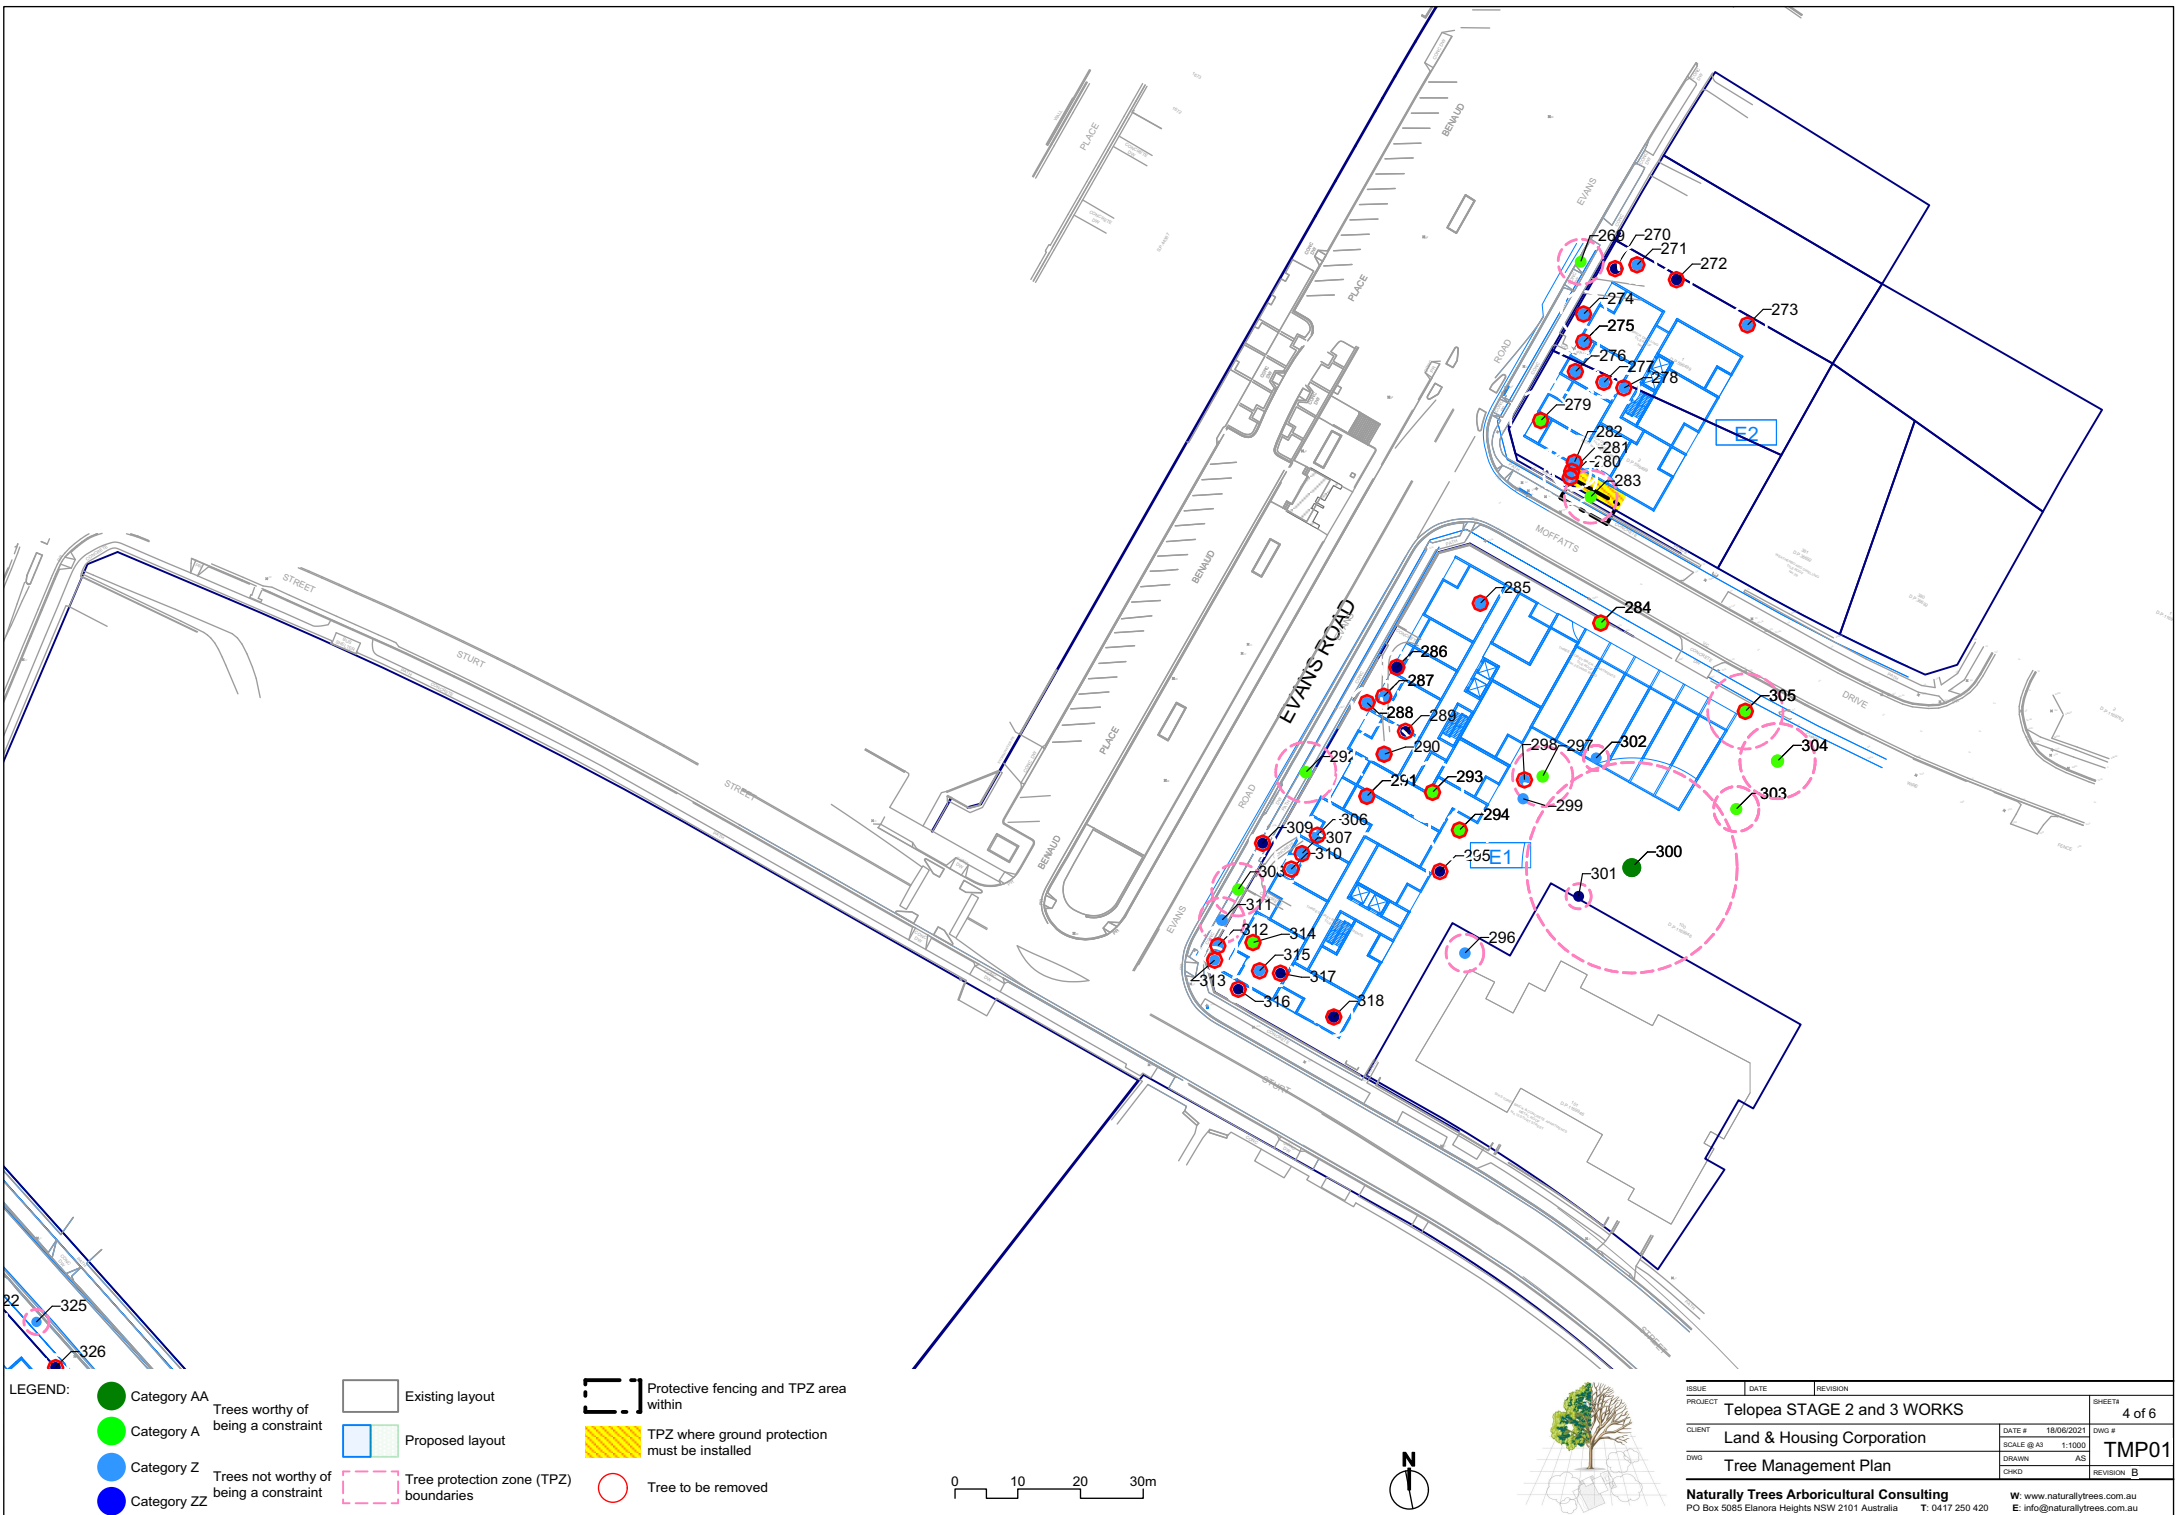 PLACE
BENAUD
EVANS
PLACE
ROAD
269
270
271
272
273
274
275
276
277
278
279
282
281
280
283
E2
MOFFATTS
DRIVE
STREET
STURT
STREET
BENAUD
PLACE
BENAUD
EVANS ROAD
ROAD
EVANS
285
284
286
287
288
289
290
291
292
293
294
295
E1
298
297
302
299
305
304
303
300
301
296
309
306
307
310
311
312
314
315
313
317
316
318
STURT
STREET
22
325
326
LEGEND:
Category AA
Category A
Trees worthy of
being a constraint
Category Z
Category ZZ
Trees not worthy of
being a constraint
Existing layout
Proposed layout
Tree protection zone (TPZ)
boundaries
Protective fencing and TPZ area
within
TPZ where ground protection
must be installed
Tree to be removed
0 10 20 30m
N
ISSUE DATE REVISION
PROJECT Telopea STAGE 2 and 3 WORKS
SHEET# 4 of 6
CLIENT Land & Housing Corporation
DATE # 18/06/2021
SCALE @ A3 1:1000
DWG # TMP01
DWG Tree Management Plan
DRAWN AS
CHKD
REVISION B
Naturally Trees Arboricultural Consulting
PO Box 5085 Elanora Heights NSW 2101 Australia T: 0417 250 420
W: www.naturallytrees.com.au
E: info@naturallytrees.com.au